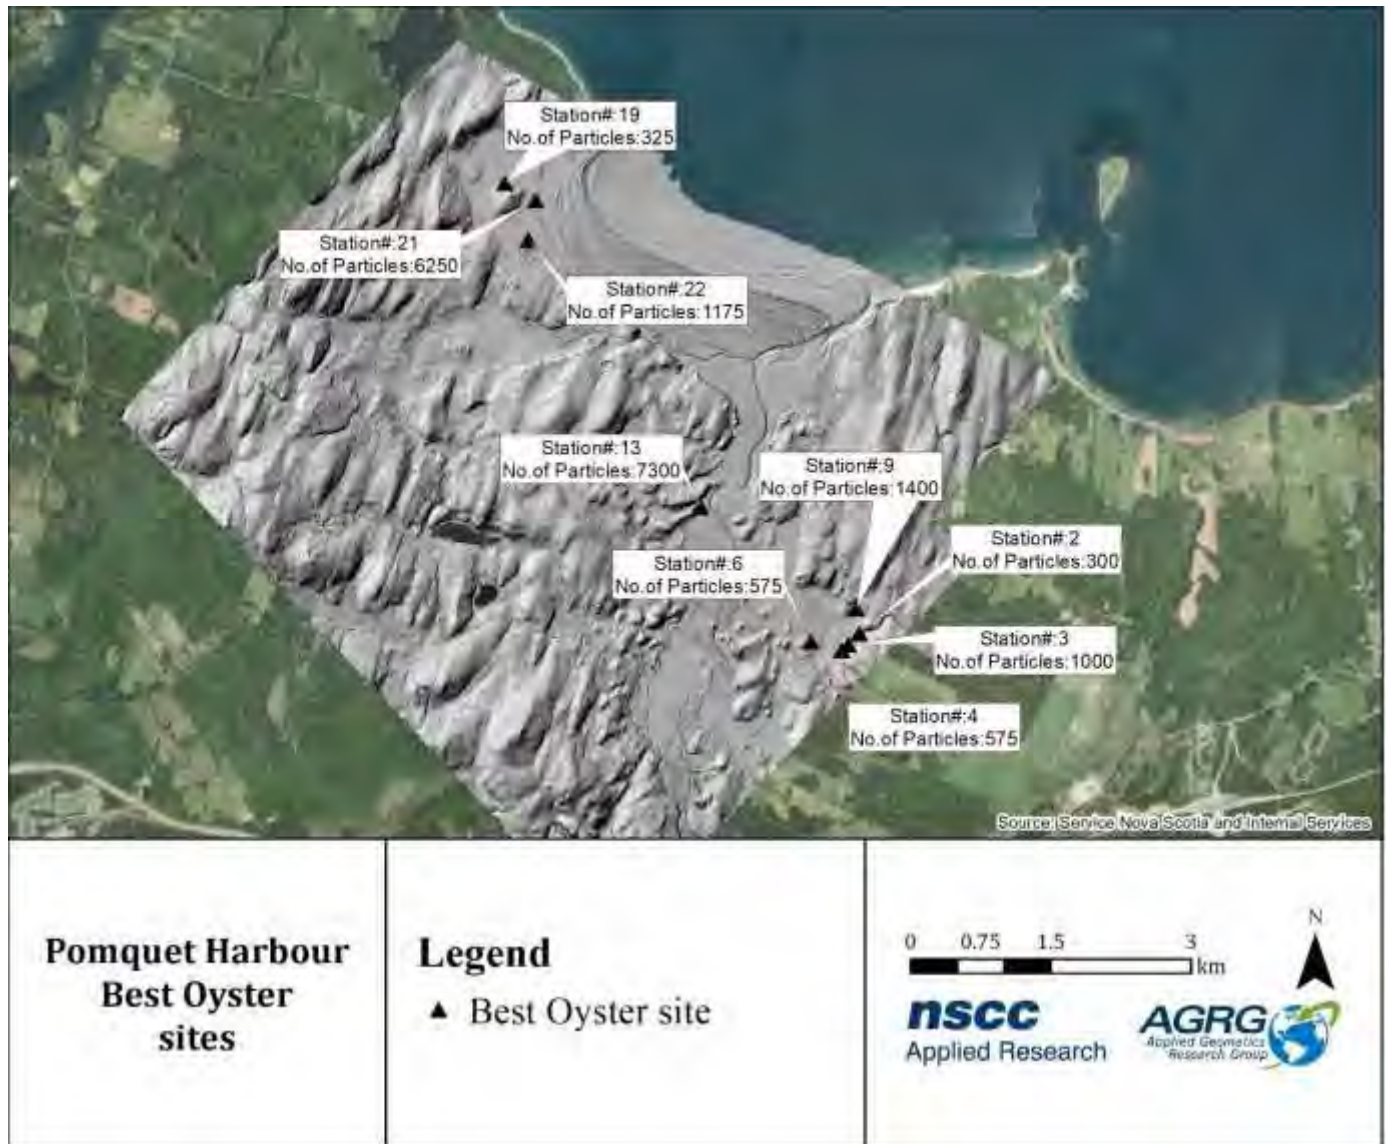 Station#:19
No.of Particles:325
Station#:21
No.of Particles:6250
Station#:22
No.of Particles:1175
Station#:13
No.of Particles:7300
Station#:9
No.of Particles:1400
Station#:2
No.of Particles:300
Station#:6
No.of Particles:575
Station#:3
No.of Particles:1000
Station#:4
No.of Particles:575
Source: Service Nova Scotia and Internal Services
Pomquet Harbour
Best Oyster
sites
Legend
Best Oyster site
0 0.75 1.5 3
km
N
nscc
Applied Research
AGRG
Applied Geomatics
Research Group